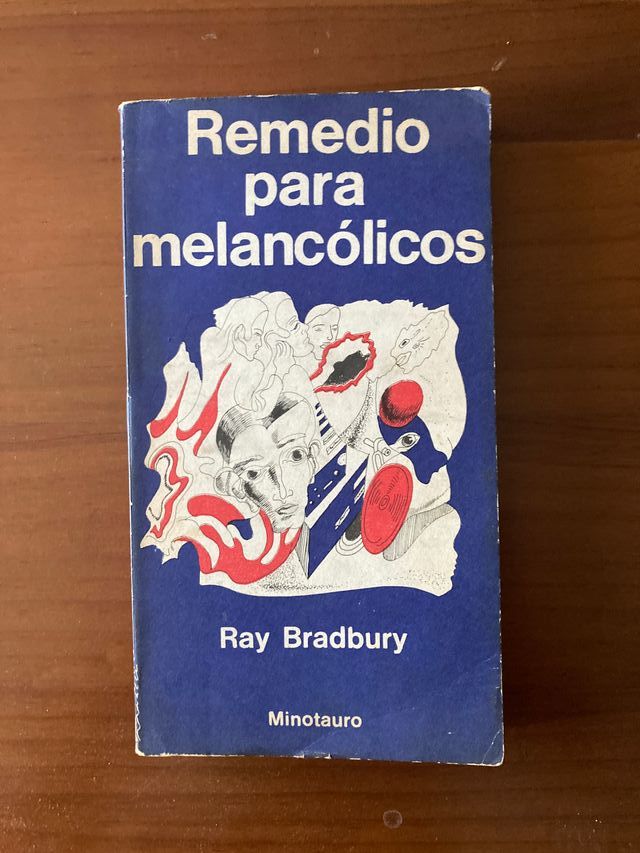 Remedio
para
melancólicos
Ray Bradbury
Minotauro